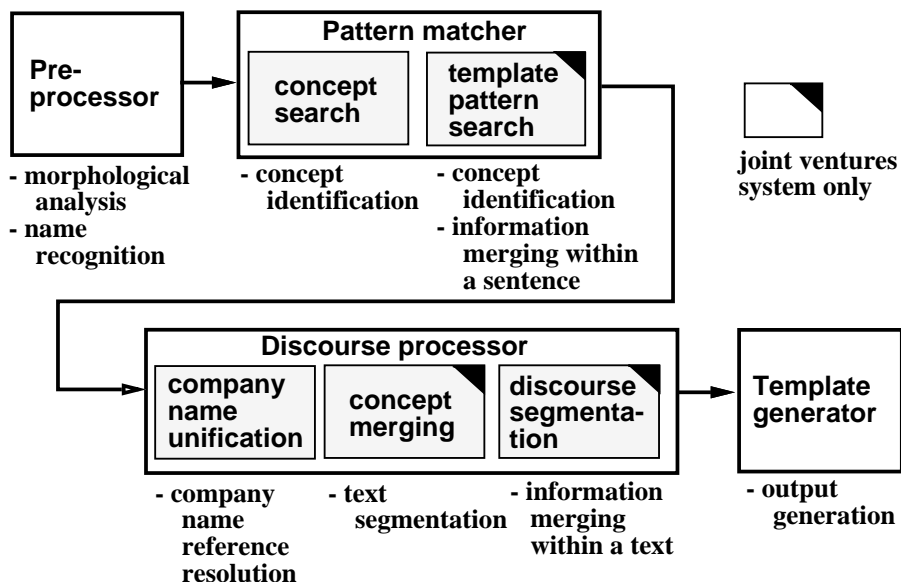 Pre-
processor
- morphological
analysis
- name
recognition
Pattern matcher
concept
search
- concept
identification
template
pattern
search
- concept
identification
- information
merging within
a sentence
joint ventures
system only
Discourse processor
company
name
unification
- company
name
reference
resolution
concept
merging
- text
segmentation
discourse
segmenta-
tion
- information
merging
within a text
Template
generator
- output
generation